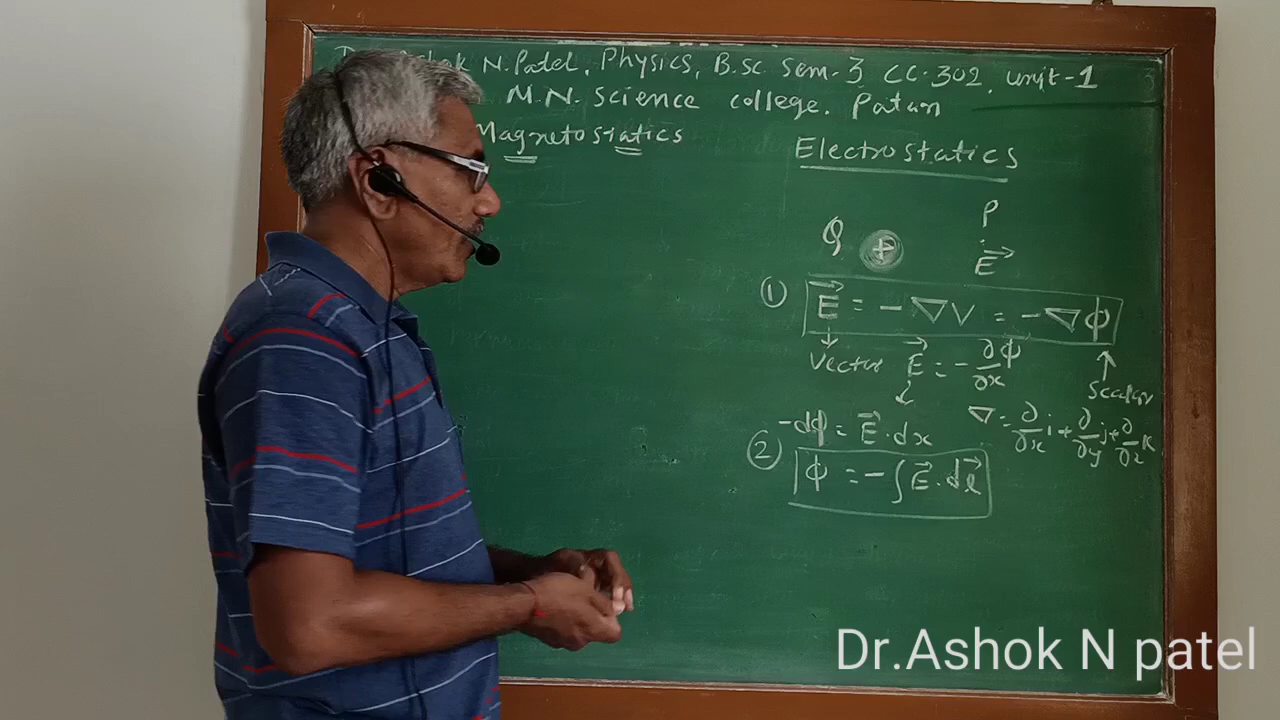 N. Patel, Physics, B.Sc. Sem-3 CC-302, unit-1
M.N. Science college. Patan
Magnetostatics
Electrostatics
P
Q +
E⃗
① E⃗ = -∇V = -∇ϕ
Vector E⃗ = -∂ϕ/∂x
Scalar
∇ = ∂/∂x i + ∂/∂y j + ∂/∂z k
-dϕ = E⃗ . dx
② ϕ = -∫ E⃗ . dl⃗
Dr.Ashok N patel